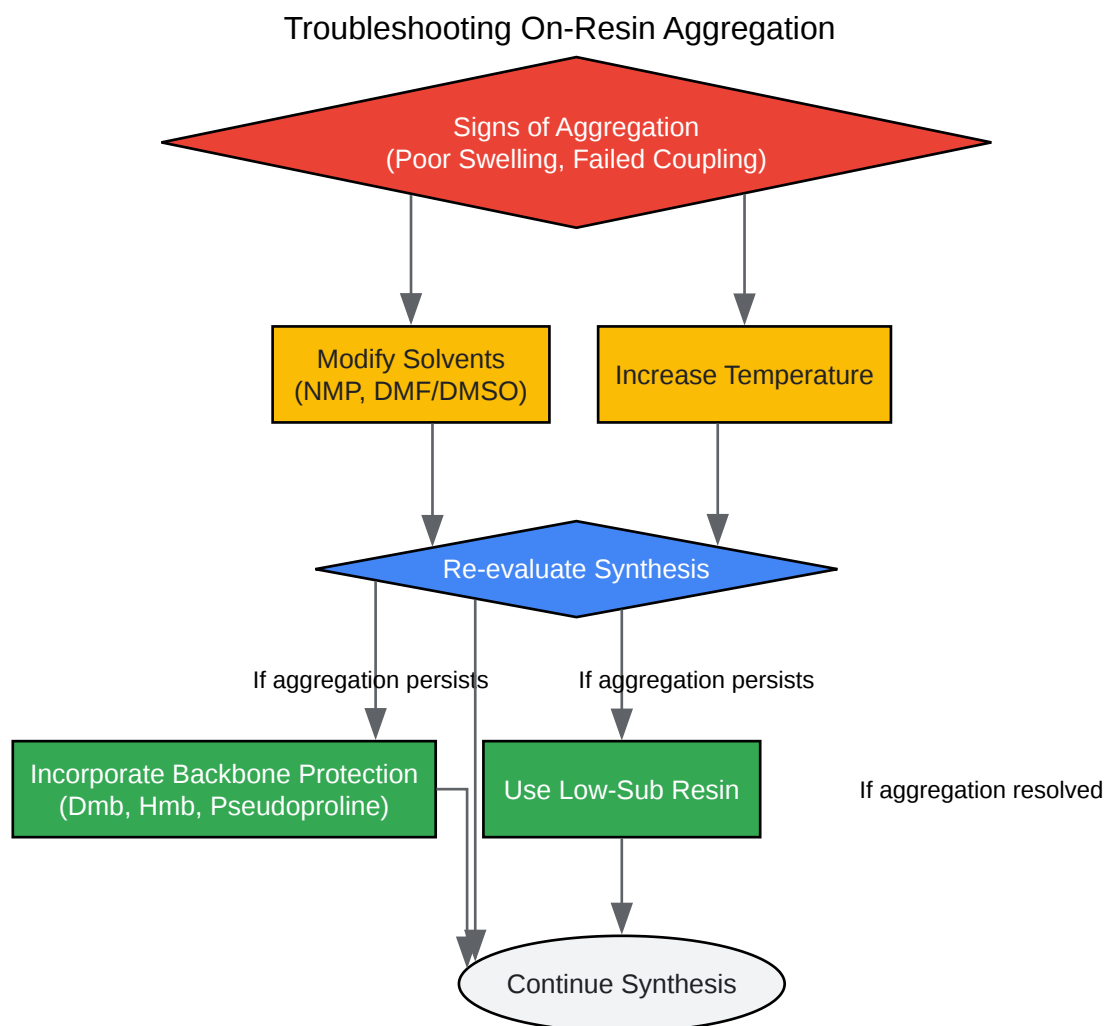 Troubleshooting On-Resin Aggregation
Signs of Aggregation
(Poor Swelling, Failed Coupling)
Modify Solvents
(NMP, DMF/DMSO)
Increase Temperature
Re-evaluate Synthesis
If aggregation persists
If aggregation persists
Incorporate Backbone Protection
(Dmb, Hmb, Pseudoproline)
Use Low-Sub Resin
If aggregation resolved
Continue Synthesis